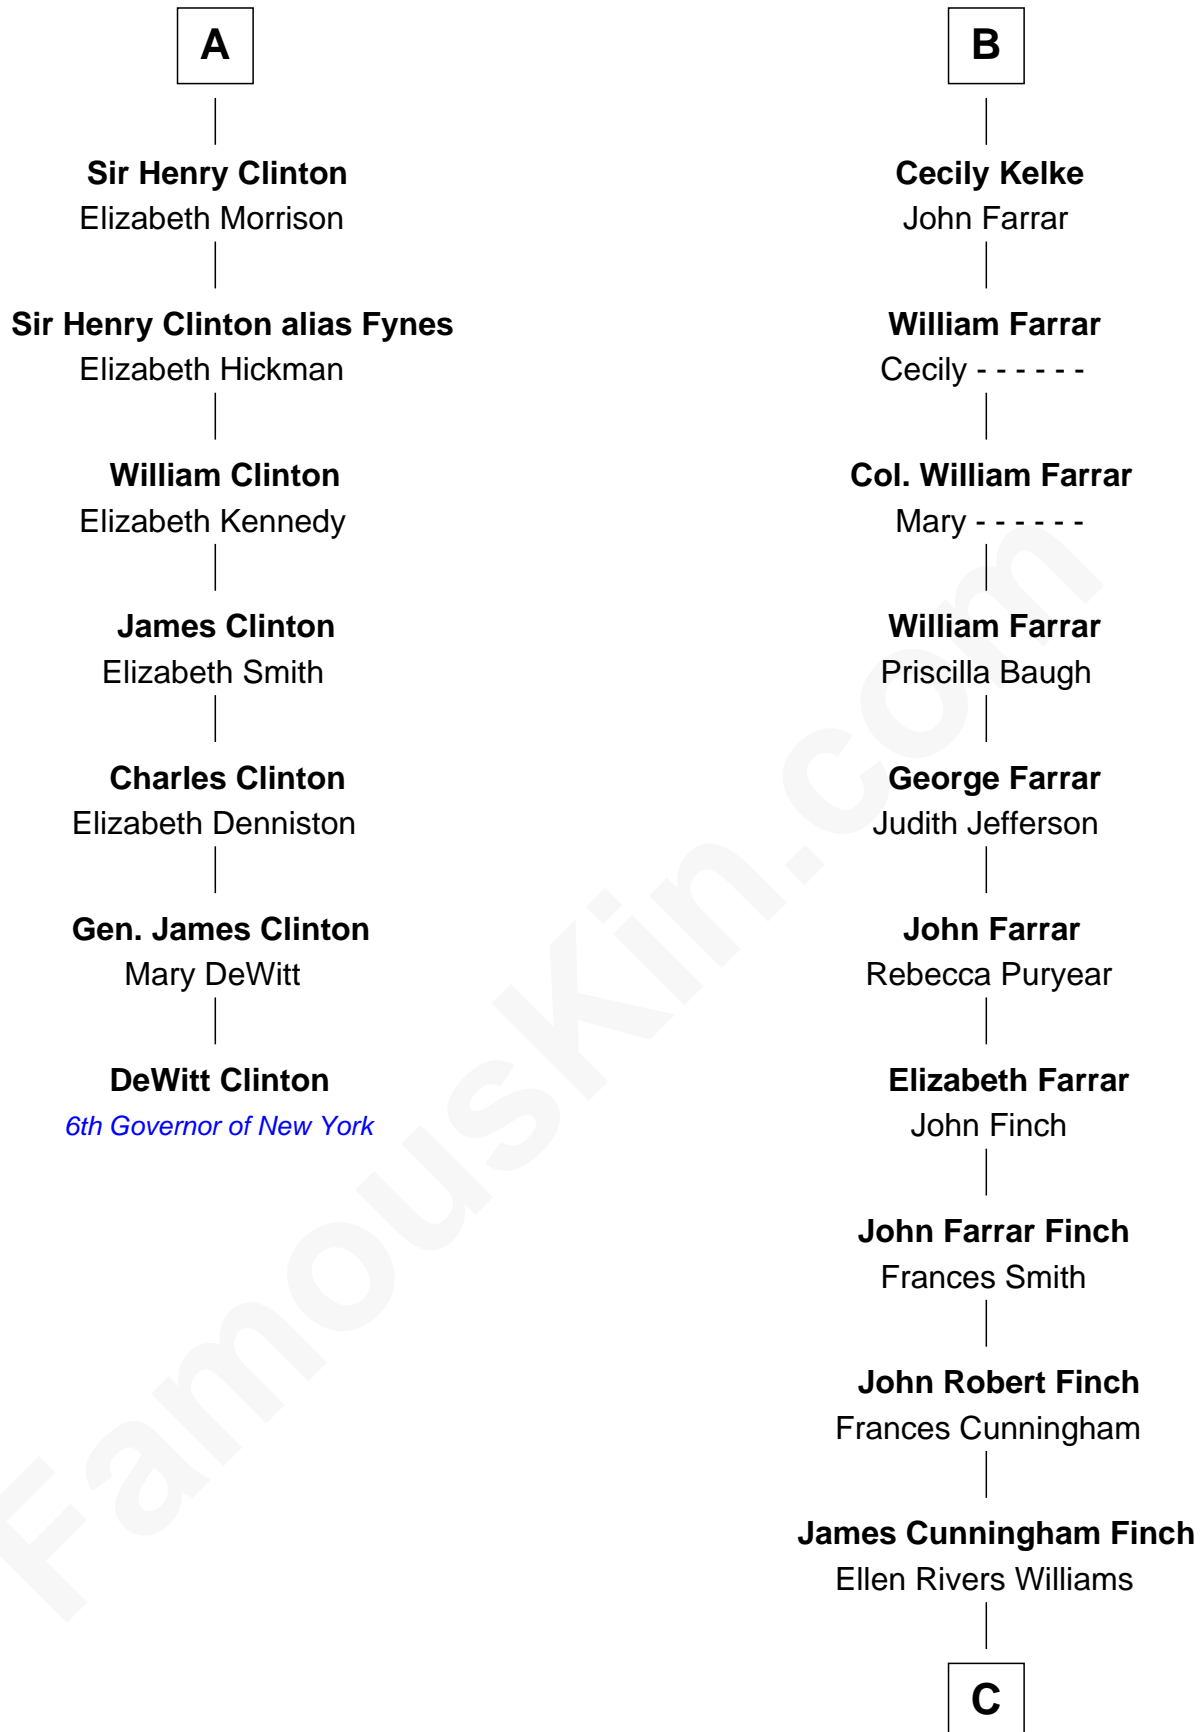 A
Sir Henry Clinton
Elizabeth Morrison
Sir Henry Clinton alias Fynes
Elizabeth Hickman
William Clinton
Elizabeth Kennedy
James Clinton
Elizabeth Smith
Charles Clinton
Elizabeth Denniston
Gen. James Clinton
Mary DeWitt
DeWitt Clinton
6th Governor of New York
B
Cecily Kelke
John Farrar
William Farrar
Cecily - - - - - -
Col. William Farrar
Mary - - - - - -
William Farrar
Priscilla Baugh
George Farrar
Judith Jefferson
John Farrar
Rebecca Puryear
Elizabeth Farrar
John Finch
John Farrar Finch
Frances Smith
John Robert Finch
Frances Cunningham
James Cunningham Finch
Ellen Rivers Williams
C
FamousKin.com